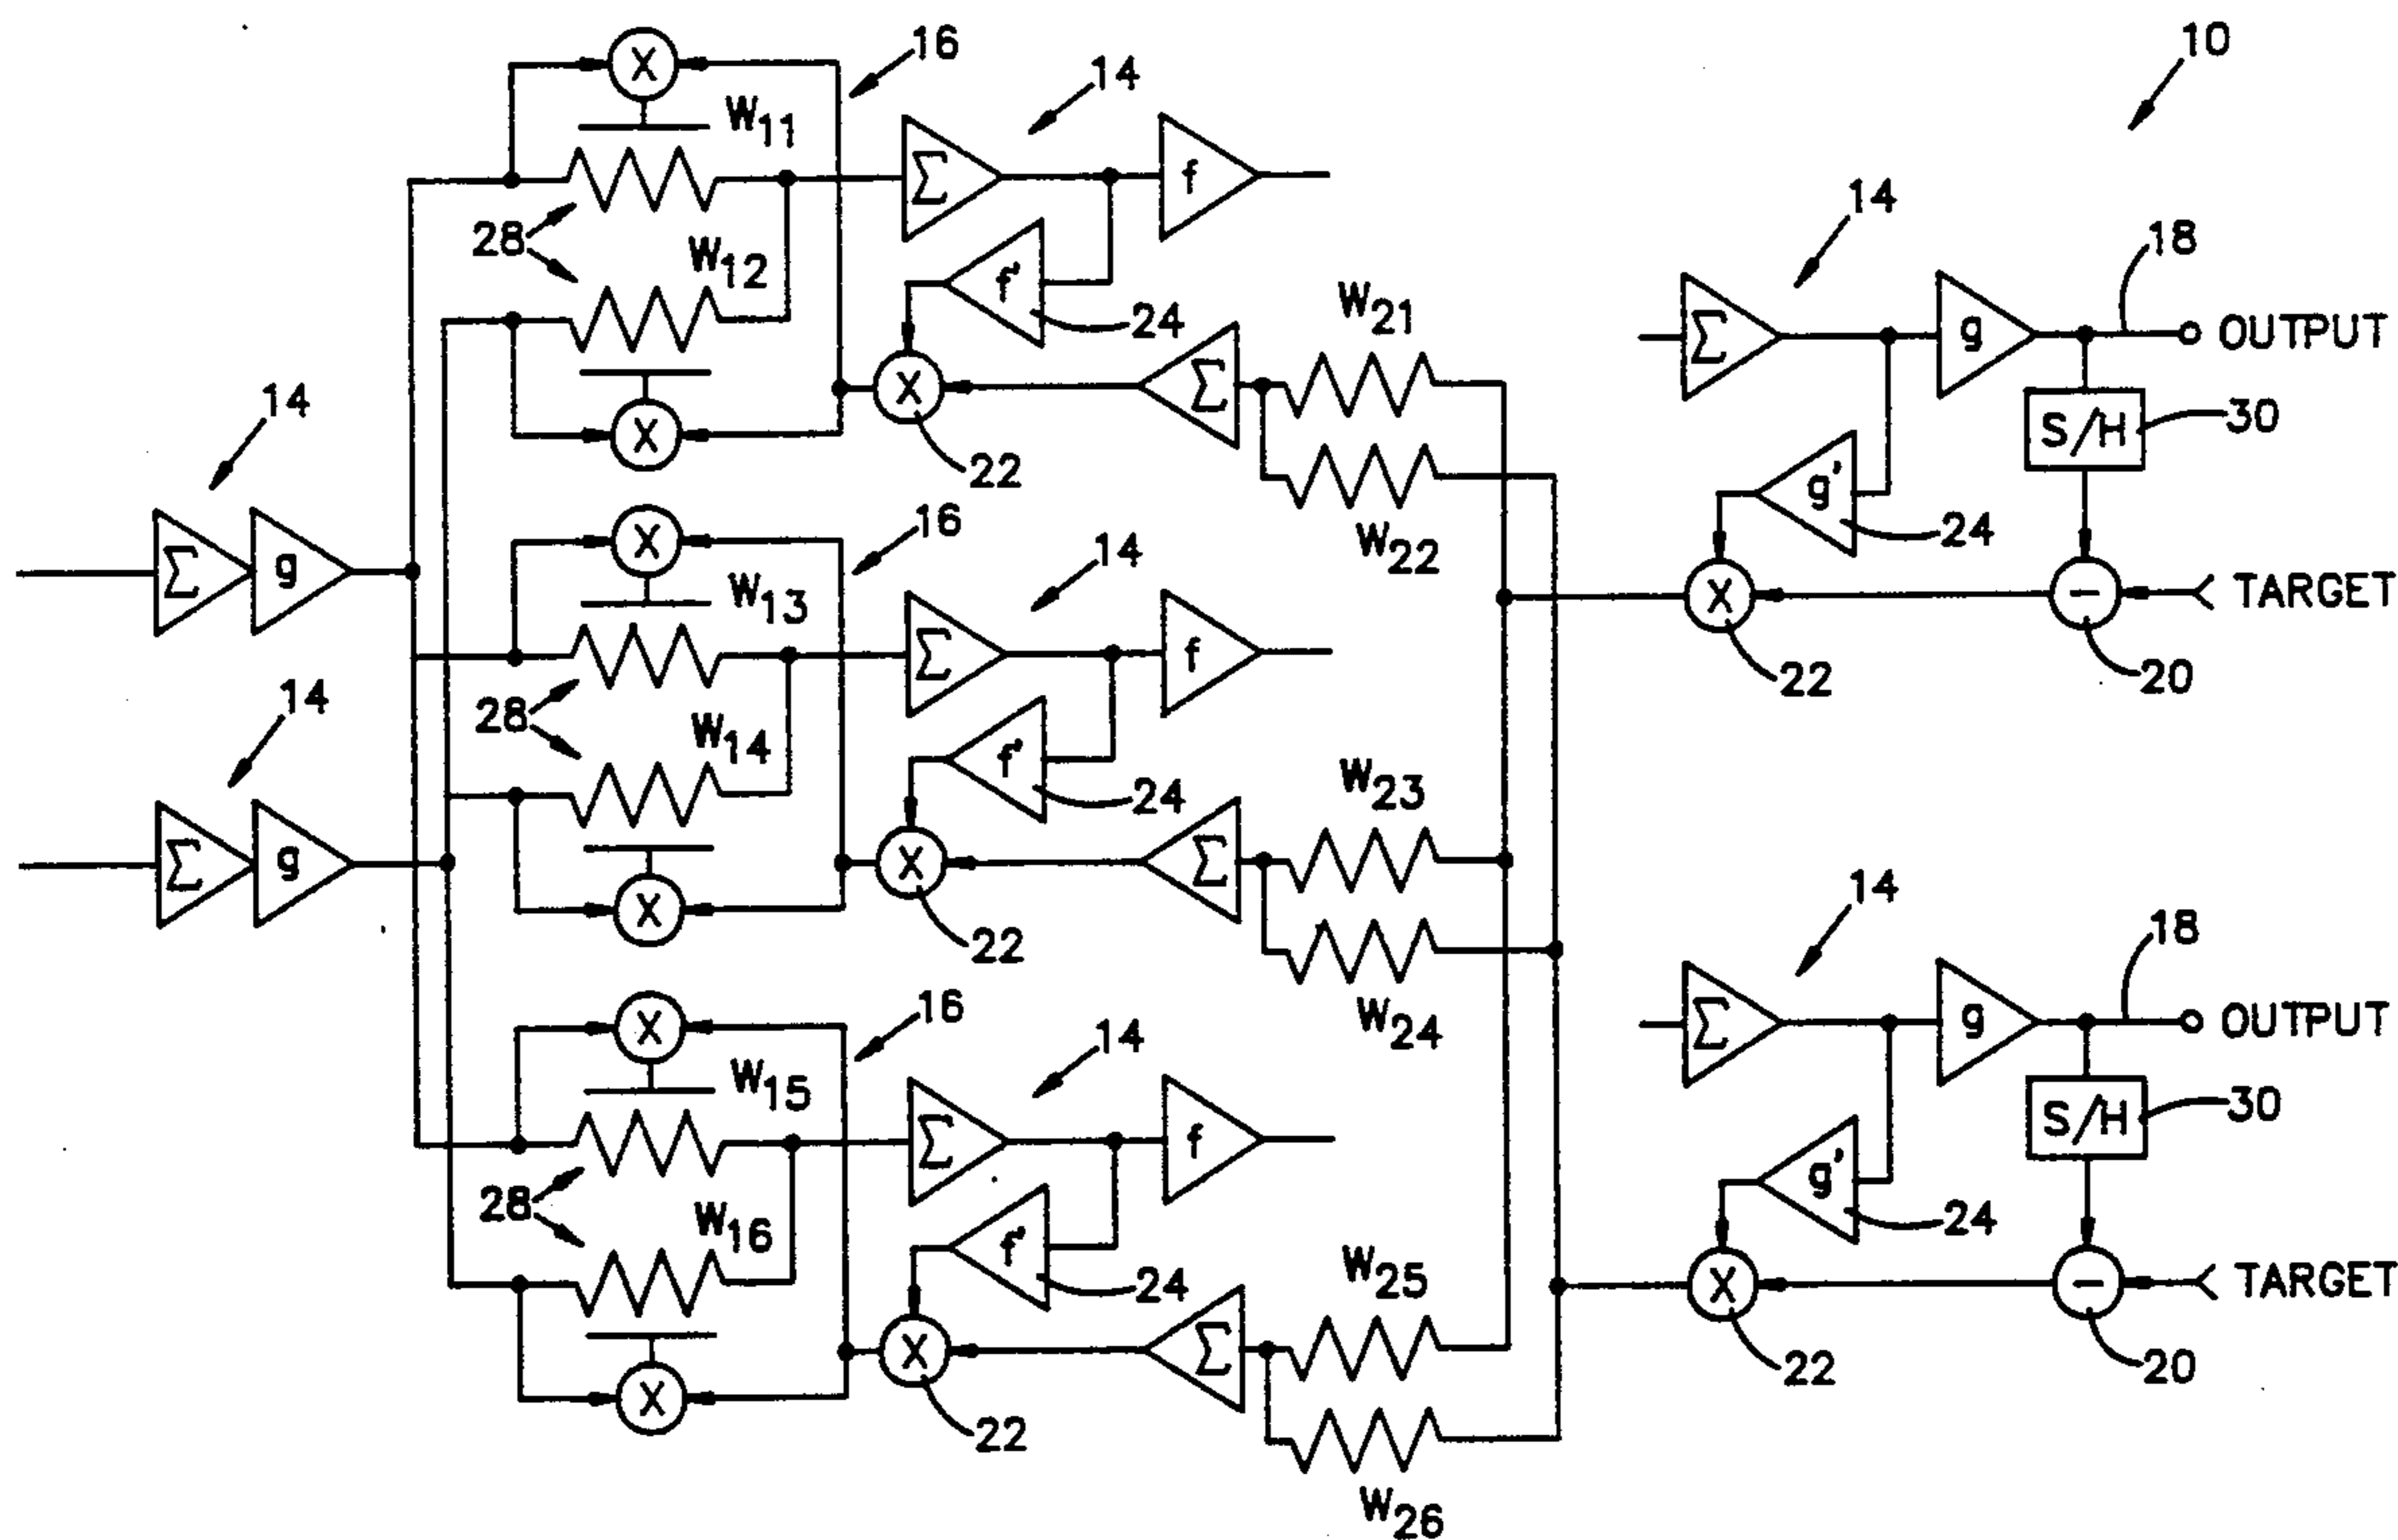 10
16
X
W11
14
Σ
f
28
W12
f'
24
X
22
X
Σ
W21
W22
14
Σ
g
18
OUTPUT
S/H
30
g'
24
X
22
−
20
TARGET
14
Σ
g
14
Σ
g
16
X
W13
14
Σ
f
28
W14
f'
24
X
22
X
Σ
W23
W24
14
Σ
g
18
OUTPUT
S/H
30
g'
24
X
22
−
20
TARGET
16
X
W15
14
Σ
f
28
W16
f'
24
X
22
X
Σ
W25
W26